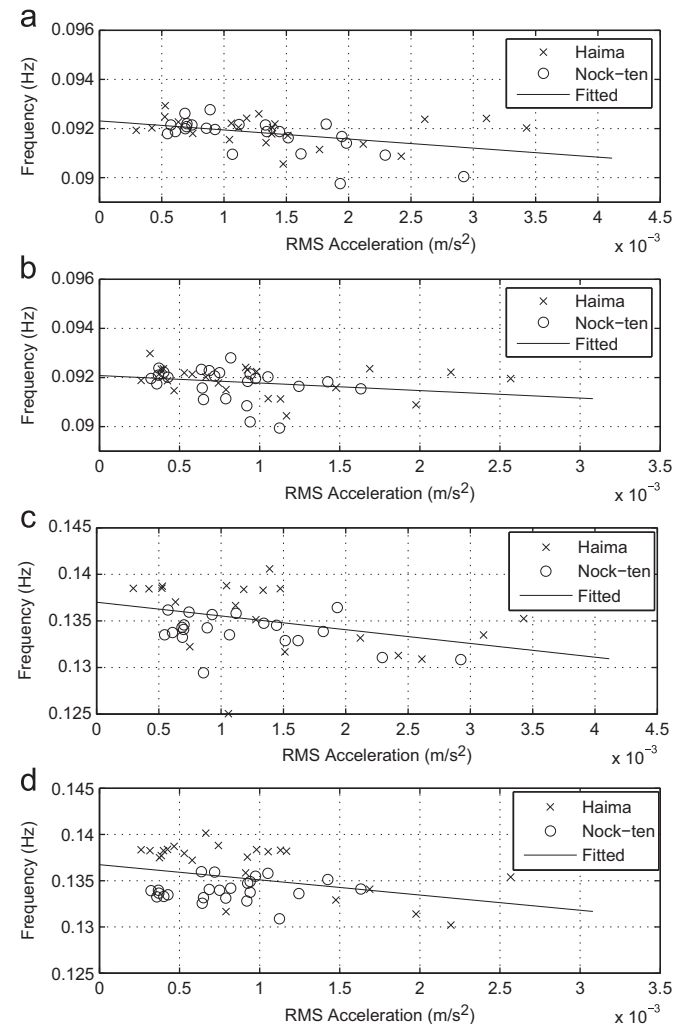 a
0.096
0.094
0.092
0.09
Frequency (Hz)
Haima
Nock−ten
Fitted
0 0.5 1 1.5 2 2.5 3 3.5 4 4.5
RMS Acceleration (m/s²)
x 10⁻³
b
0.096
0.094
0.092
0.09
Frequency (Hz)
Haima
Nock−ten
Fitted
0 0.5 1 1.5 2 2.5 3 3.5
RMS Acceleration (m/s²)
x 10⁻³
c
0.145
0.14
0.135
0.13
0.125
Frequency (Hz)
Haima
Nock−ten
Fitted
0 0.5 1 1.5 2 2.5 3 3.5 4 4.5
RMS Acceleration (m/s²)
x 10⁻³
d
0.145
0.14
0.135
0.13
0.125
Frequency (Hz)
Haima
Nock−ten
Fitted
0 0.5 1 1.5 2 2.5 3 3.5
RMS Acceleration (m/s²)
x 10⁻³